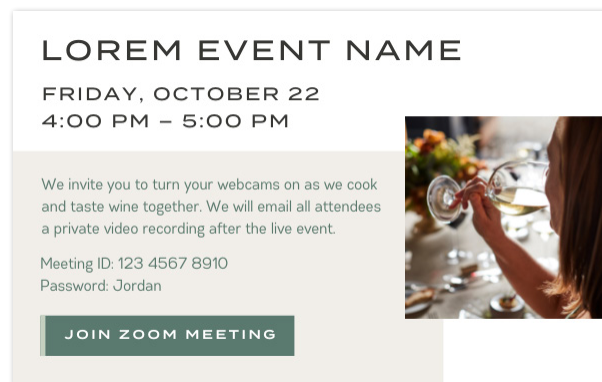 LOREM EVENT NAME
FRIDAY, OCTOBER 22
4:00 PM – 5:00 PM
We invite you to turn your webcams on as we cook
and taste wine together. We will email all attendees
a private video recording after the live event.
Meeting ID: 123 4567 8910
Password: Jordan
JOIN ZOOM MEETING